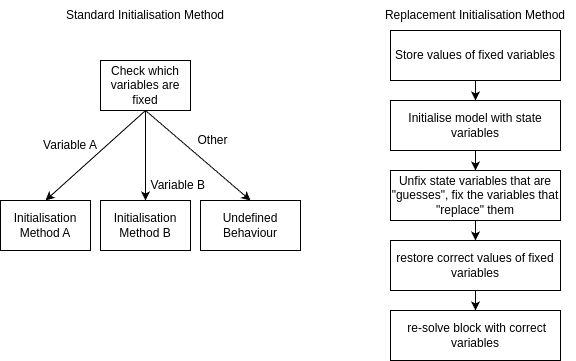 Standard Initialisation Method
Check which
variables are
fixed
Variable A
Other
Variable B
Initialisation
Method A
Initialisation
Method B
Undefined
Behaviour
Replacement Initialisation Method
Store values of fixed variables
Initialise model with state
variables
Unfix state variables that are
"guesses", fix the variables that
"replace" them
restore correct values of fixed
variables
re-solve block with correct
variables